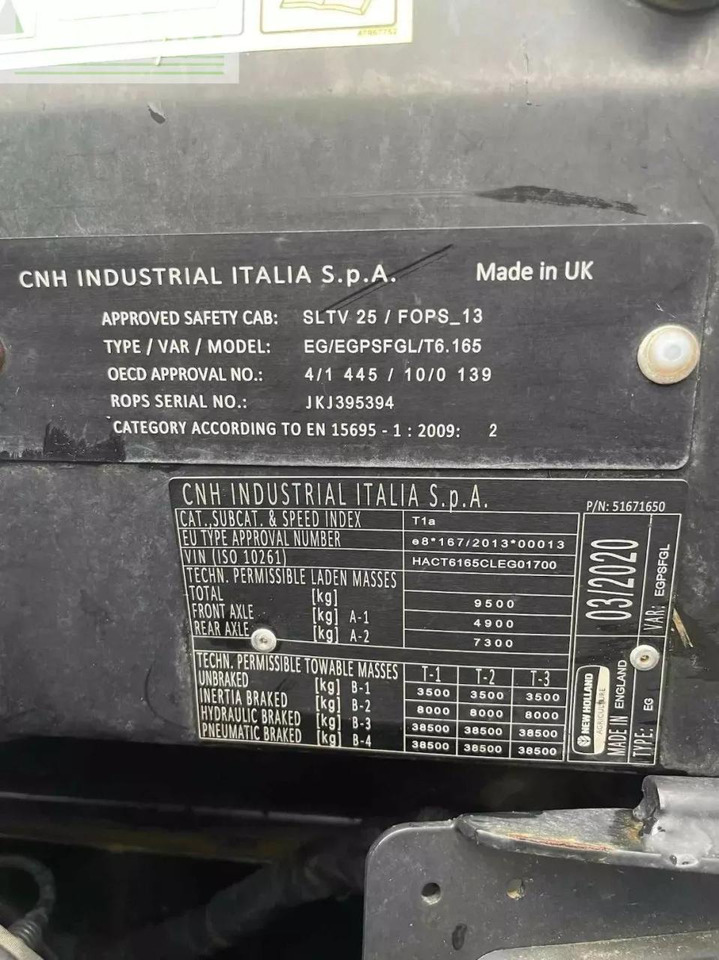 47867752
CNH INDUSTRIAL ITALIA S.p.A. Made in UK
APPROVED SAFETY CAB: SLTV 25 / FOPS_13
TYPE / VAR / MODEL: EG/EGPSFGL/T6.165
OECD APPROVAL NO.: 4/1 445 / 10/0 139
ROPS SERIAL NO.: JKJ395394
CATEGORY ACCORDING TO EN 15695 - 1 : 2009: 2
CNH INDUSTRIAL ITALIA S.p.A. P/N: 51671650
CAT.,SUBCAT. & SPEED INDEX T1a
EU TYPE APPROVAL NUMBER e8*167/2013*00013
VIN (ISO 10261) HACT6165CLEG01700
TECHN. PERMISSIBLE LADEN MASSES
TOTAL [kg] 9500
FRONT AXLE [kg] A-1 4900
REAR AXLE [kg] A-2 7300
TECHN. PERMISSIBLE TOWABLE MASSES T-1 T-2 T-3
UNBRAKED [kg] B-1 3500 3500 3500
INERTIA BRAKED [kg] B-2 8000 8000 8000
HYDRAULIC BRAKED [kg] B-3 38500 38500 38500
PNEUMATIC BRAKED [kg] B-4 38500 38500 38500
03/2020
VAR: EGPSFGL
NEW HOLLAND
AGRICULTURE
MADE IN ENGLAND
TYPE: EG